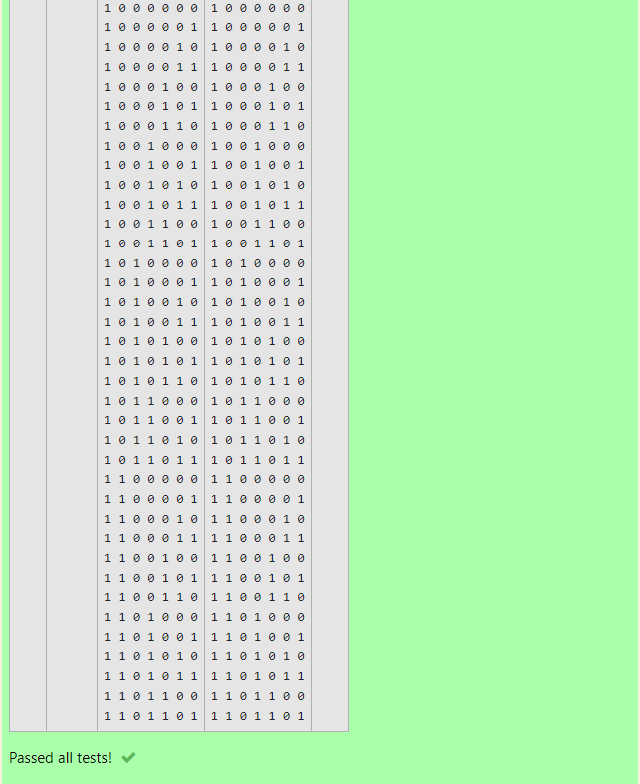 1 0 0 0 0 0 0 1 0 0 0 0 0 0
1 0 0 0 0 0 1 1 0 0 0 0 0 1
1 0 0 0 0 1 0 1 0 0 0 0 1 0
1 0 0 0 0 1 1 1 0 0 0 0 1 1
1 0 0 0 1 0 0 1 0 0 0 1 0 0
1 0 0 0 1 0 1 1 0 0 0 1 0 1
1 0 0 0 1 1 0 1 0 0 0 1 1 0
1 0 0 1 0 0 0 1 0 0 1 0 0 0
1 0 0 1 0 0 1 1 0 0 1 0 0 1
1 0 0 1 0 1 0 1 0 0 1 0 1 0
1 0 0 1 0 1 1 1 0 0 1 0 1 1
1 0 0 1 1 0 0 1 0 0 1 1 0 0
1 0 0 1 1 0 1 1 0 0 1 1 0 1
1 0 1 0 0 0 0 1 0 1 0 0 0 0
1 0 1 0 0 0 1 1 0 1 0 0 0 1
1 0 1 0 0 1 0 1 0 1 0 0 1 0
1 0 1 0 0 1 1 1 0 1 0 0 1 1
1 0 1 0 1 0 0 1 0 1 0 1 0 0
1 0 1 0 1 0 1 1 0 1 0 1 0 1
1 0 1 0 1 1 0 1 0 1 0 1 1 0
1 0 1 1 0 0 0 1 0 1 1 0 0 0
1 0 1 1 0 0 1 1 0 1 1 0 0 1
1 0 1 1 0 1 0 1 0 1 1 0 1 0
1 0 1 1 0 1 1 1 0 1 1 0 1 1
1 1 0 0 0 0 0 1 1 0 0 0 0 0
1 1 0 0 0 0 1 1 1 0 0 0 0 1
1 1 0 0 0 1 0 1 1 0 0 0 1 0
1 1 0 0 0 1 1 1 1 0 0 0 1 1
1 1 0 0 1 0 0 1 1 0 0 1 0 0
1 1 0 0 1 0 1 1 1 0 0 1 0 1
1 1 0 0 1 1 0 1 1 0 0 1 1 0
1 1 0 1 0 0 0 1 1 0 1 0 0 0
1 1 0 1 0 0 1 1 1 0 1 0 0 1
1 1 0 1 0 1 0 1 1 0 1 0 1 0
1 1 0 1 0 1 1 1 1 0 1 0 1 1
1 1 0 1 1 0 0 1 1 0 1 1 0 0
1 1 0 1 1 0 1 1 1 0 1 1 0 1
Passed all tests!